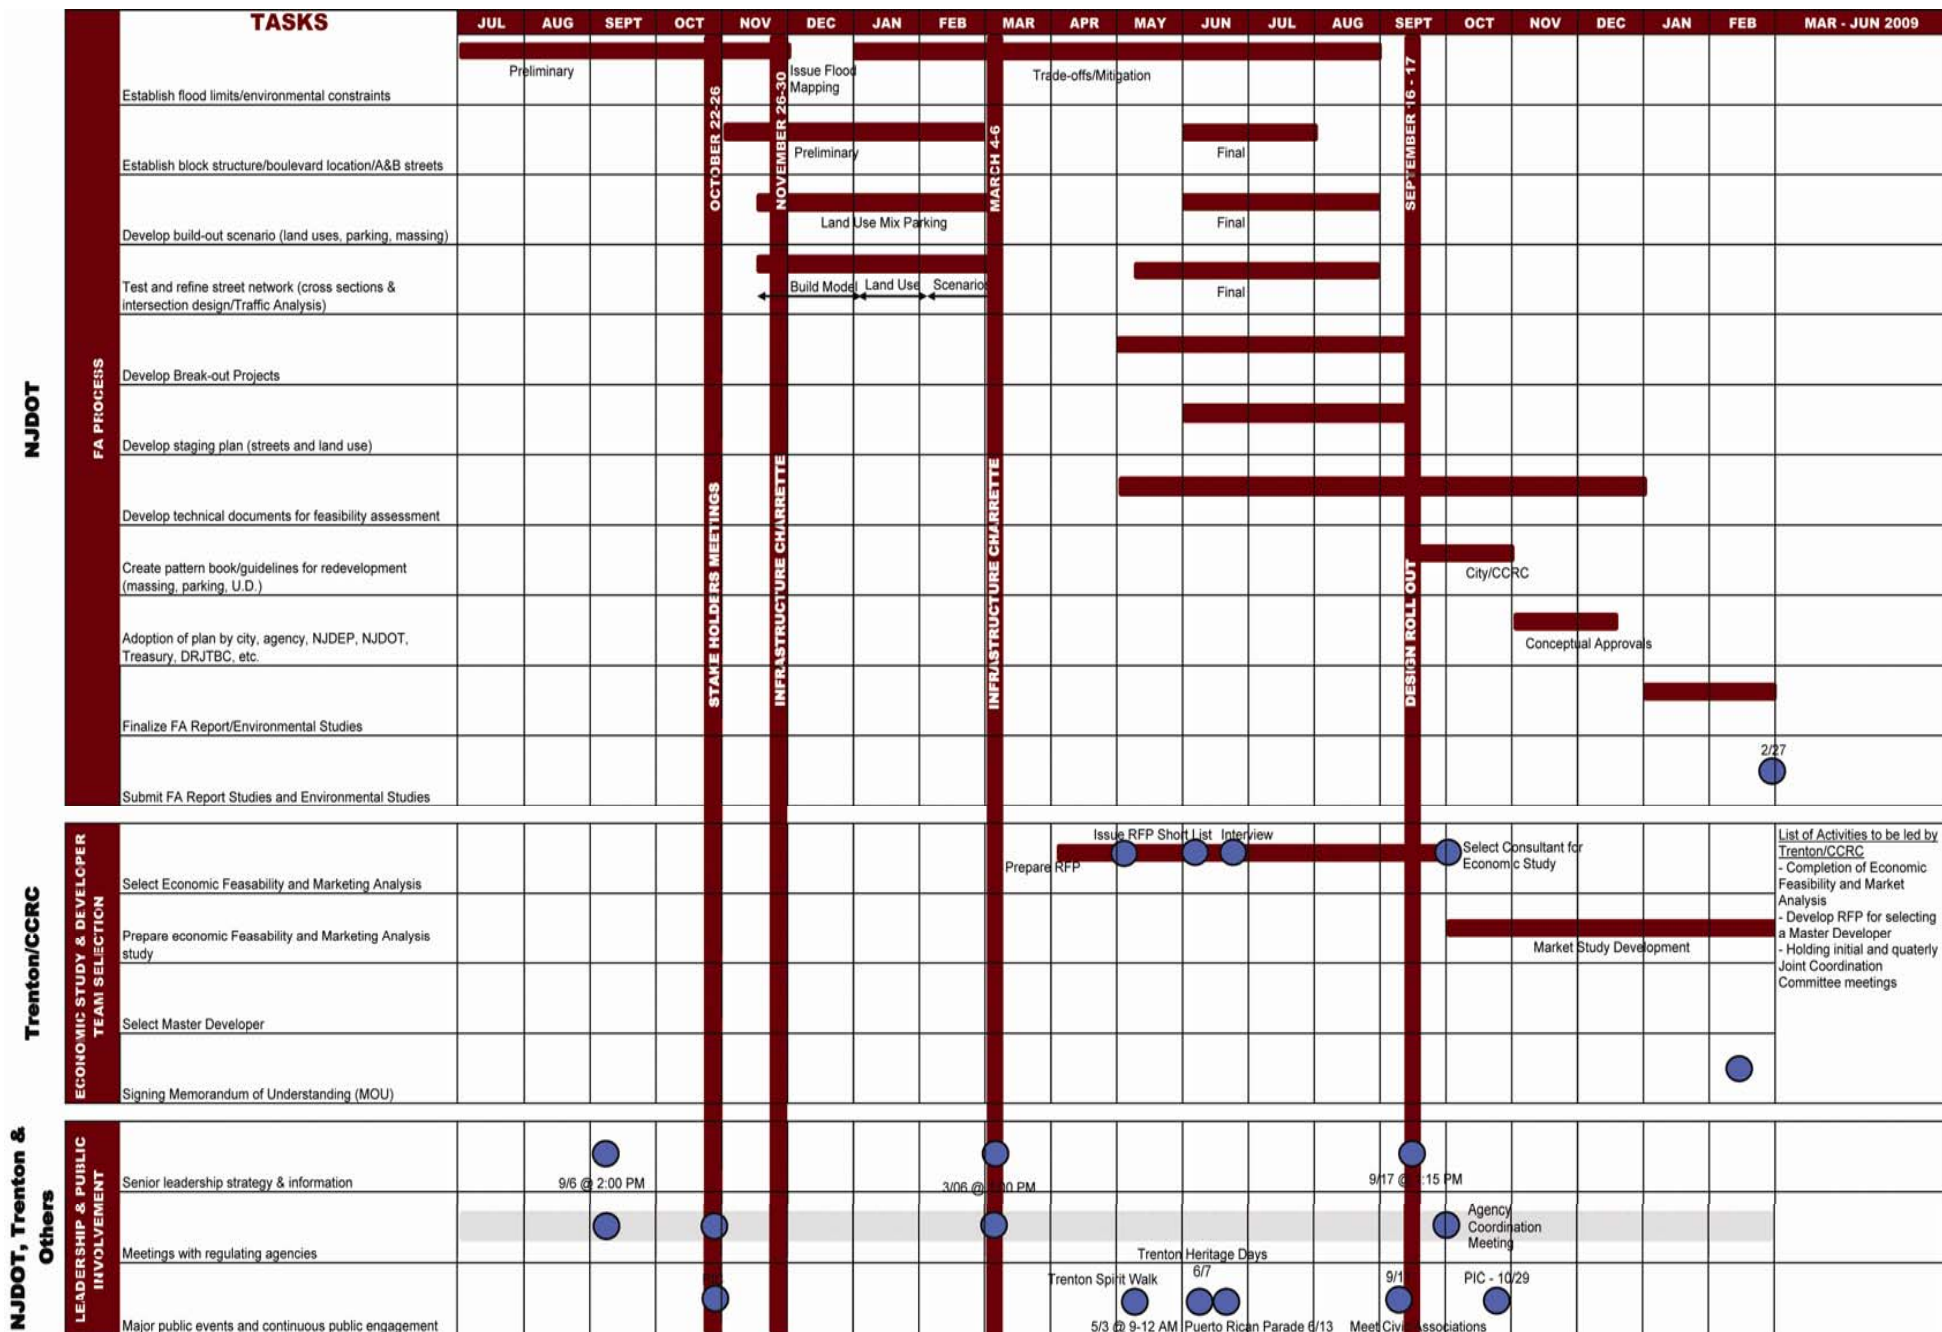 TASKS
JUL AUG SEPT OCT NOV DEC JAN FEB MAR APR MAY JUN JUL AUG SEPT OCT NOV DEC JAN FEB MAR - JUN 2009
NJDOT
FA PROCESS
OCTOBER 22-26
STAKE HOLDERS MEETINGS
NOVEMBER 26-30
INFRASTRUCTURE CHARRETTE
MARCH 4-6
INFRASTRUCTURE CHARRETTE
SEPTEMBER 16 - 17
DESIGN ROLL OUT
Preliminary
Issue Flood
Mapping
Trade-offs/Mitigation
Establish flood limits/environmental constraints
Preliminary
Final
Establish block structure/boulevard location/A&B streets
Land Use Mix Parking
Final
Develop build-out scenario (land uses, parking, massing)
Build Model
Land Use
Scenario
Final
Test and refine street network (cross sections &
intersection design/Traffic Analysis)
Develop Break-out Projects
Develop staging plan (streets and land use)
Develop technical documents for feasibility assessment
Create pattern book/guidelines for redevelopment
(massing, parking, U.D.)
City/CCRC
Adoption of plan by city, agency, NJDEP, NJDOT,
Treasury, DRJTBC, etc.
Conceptual Approvals
Finalize FA Report/Environmental Studies
2/27
Submit FA Report Studies and Environmental Studies
Trenton/CCRC
ECONOMIC STUDY & DEVELOPER
TEAM SELECTION
Issue RFP
Short List
Interview
Prepare RFP
Select Consultant for
Economic Study
Select Economic Feasability and Marketing Analysis
Prepare economic Feasability and Marketing Analysis
study
Market Study Development
Select Master Developer
Signing Memorandum of Understanding (MOU)
List of Activities to be led by
Trenton/CCRC
- Completion of Economic
Feasibility and Market
Analysis
- Develop RFP for selecting
a Master Developer
- Holding initial and quaterly
Joint Coordination
Committee meetings
NJDOT, Trenton &
Others
LEADERSHIP & PUBLIC
INVOLVEMENT
Senior leadership strategy & information
9/6 @ 2:00 PM
3/06 @ PM
9/17 @ PM
Meetings with regulating agencies
Agency
Coordination
Meeting
Trenton Heritage Days
6/7
Trenton Spirit Walk
5/3 @ 9-12 AM
Puerto Rican Parade 6/13
Meet Civic Associations
PIC - 10/29
Major public events and continuous public engagement